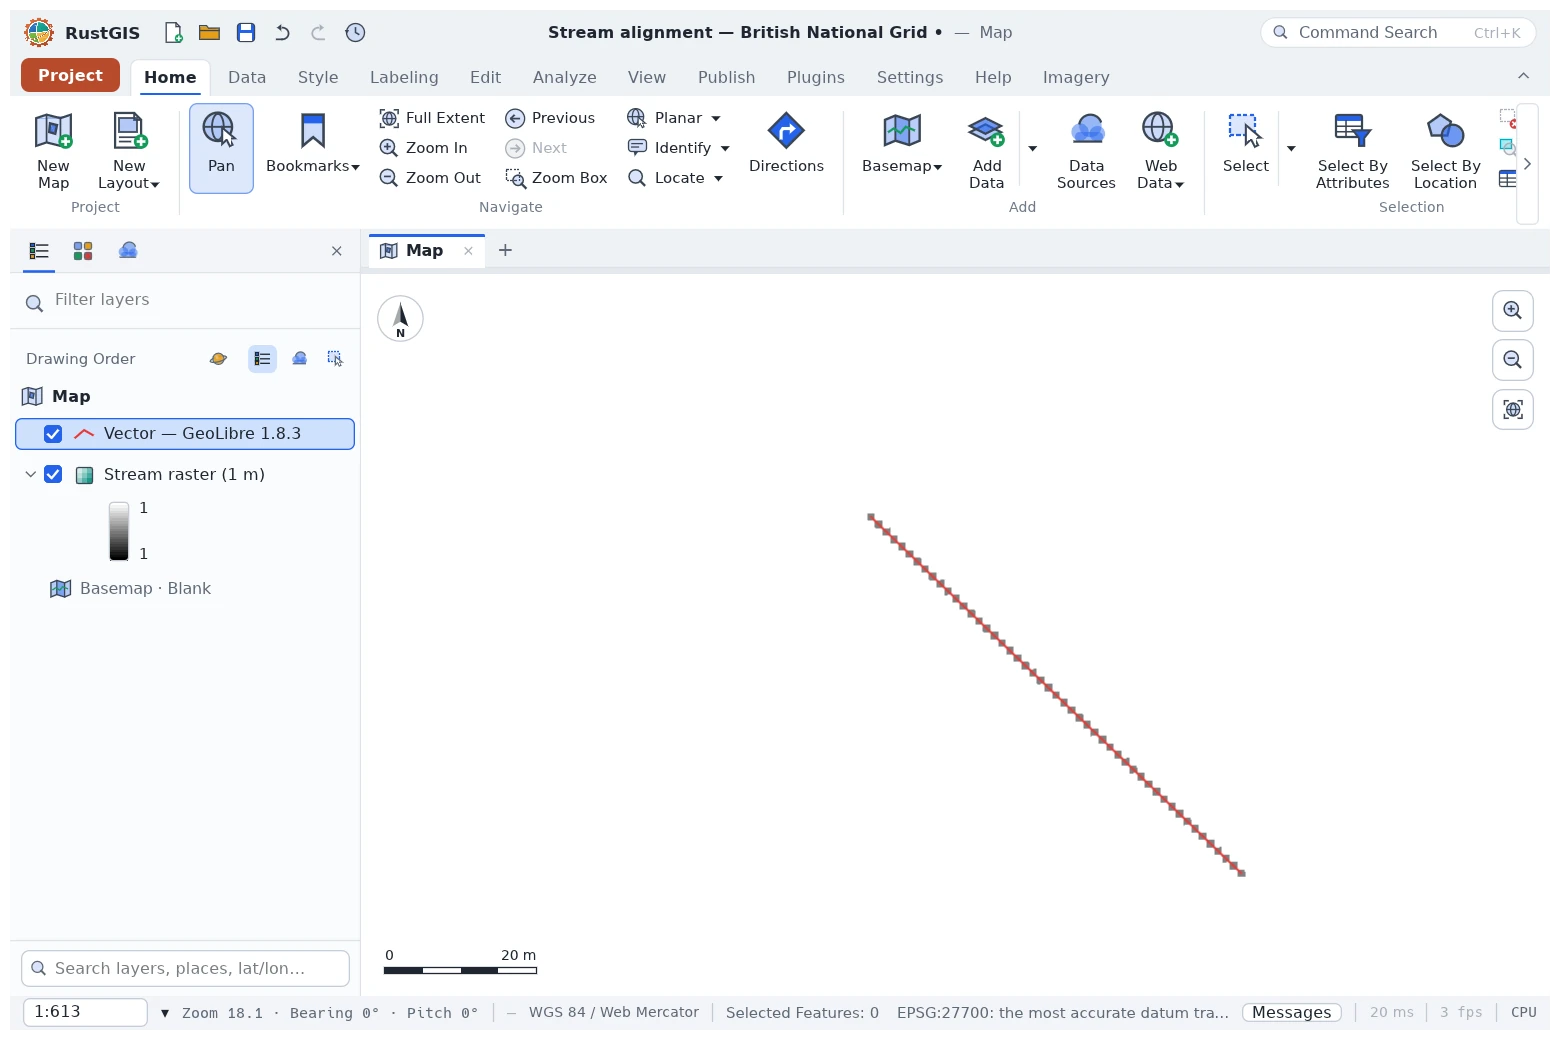 RustGIS
Stream alignment — British National Grid • — Map
Command Search Ctrl+K
Project Home Data Style Labeling Edit Analyze View Publish Plugins Settings Help Imagery
New Map
New Layout
Project
Pan
Bookmarks
Full Extent
Zoom In
Zoom Out
Previous
Next
Zoom Box
Planar
Identify
Locate
Directions
Navigate
Basemap
Add Data
Data Sources
Web Data
Add
Select
Select By Attributes
Select By Location
Selection
Map
Filter layers
N
Drawing Order
Map
Vector — GeoLibre 1.8.3
Stream raster (1 m)
1
1
Basemap · Blank
0 20 m
Search layers, places, lat/lon...
1:613 Zoom 18.1 · Bearing 0° · Pitch 0° — WGS 84 / Web Mercator Selected Features: 0 EPSG:27700: the most accurate datum tra... Messages 20 ms 3 fps CPU